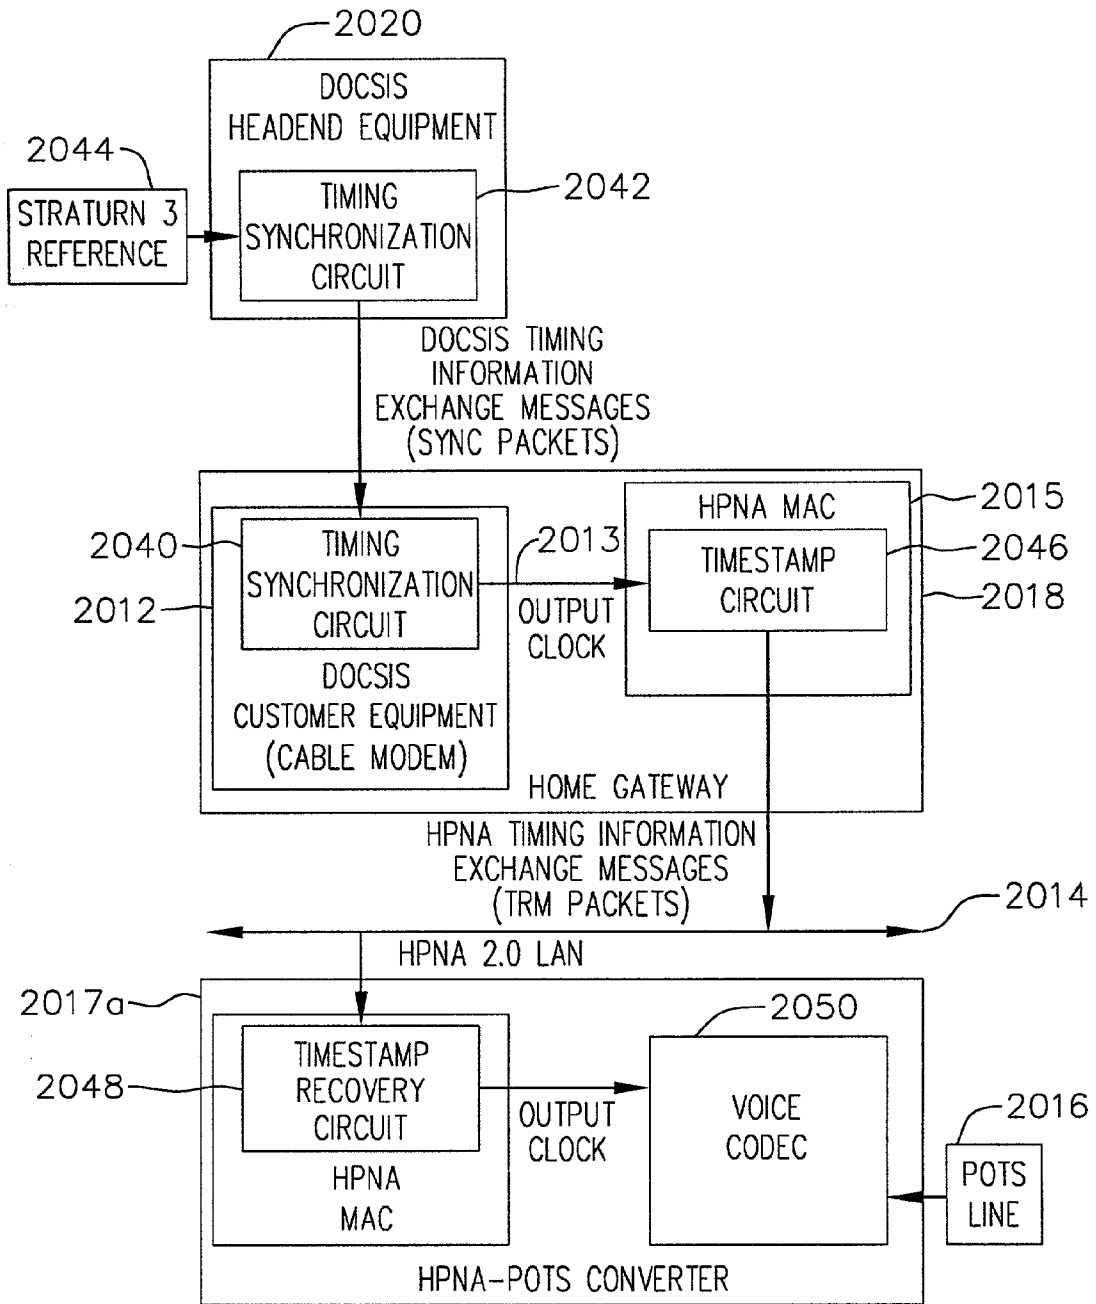 2020
DOCSIS
HEADEND EQUIPMENT
2044
STRATURN 3
REFERENCE
TIMING
SYNCHRONIZATION
CIRCUIT
2042
DOCSIS TIMING
INFORMATION
EXCHANGE MESSAGES
(SYNC PACKETS)
2040
2012
TIMING
SYNCHRONIZATION
CIRCUIT
DOCSIS
CUSTOMER EQUIPMENT
(CABLE MODEM)
2013
OUTPUT
CLOCK
HPNA MAC
TIMESTAMP
CIRCUIT
2015
2046
2018
HOME GATEWAY
HPNA TIMING INFORMATION
EXCHANGE MESSAGES
(TRM PACKETS)
2014
HPNA 2.0 LAN
2017a
2048
TIMESTAMP
RECOVERY
CIRCUIT
HPNA
MAC
OUTPUT
CLOCK
2050
VOICE
CODEC
2016
POTS
LINE
HPNA-POTS CONVERTER